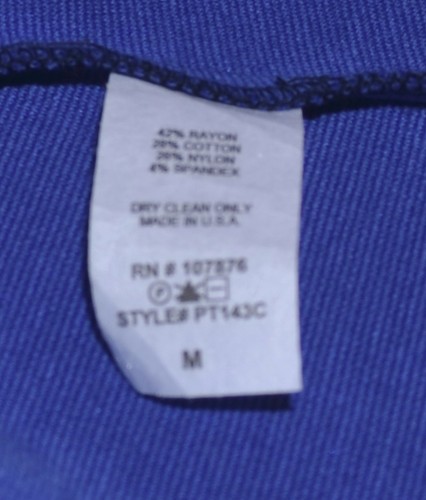 42% RAYON
28% COTTON
26% NYLON
4% SPANDEX
DRY CLEAN ONLY
MADE IN U.S.A.
RN # 107876
STYLE# PT143C
M